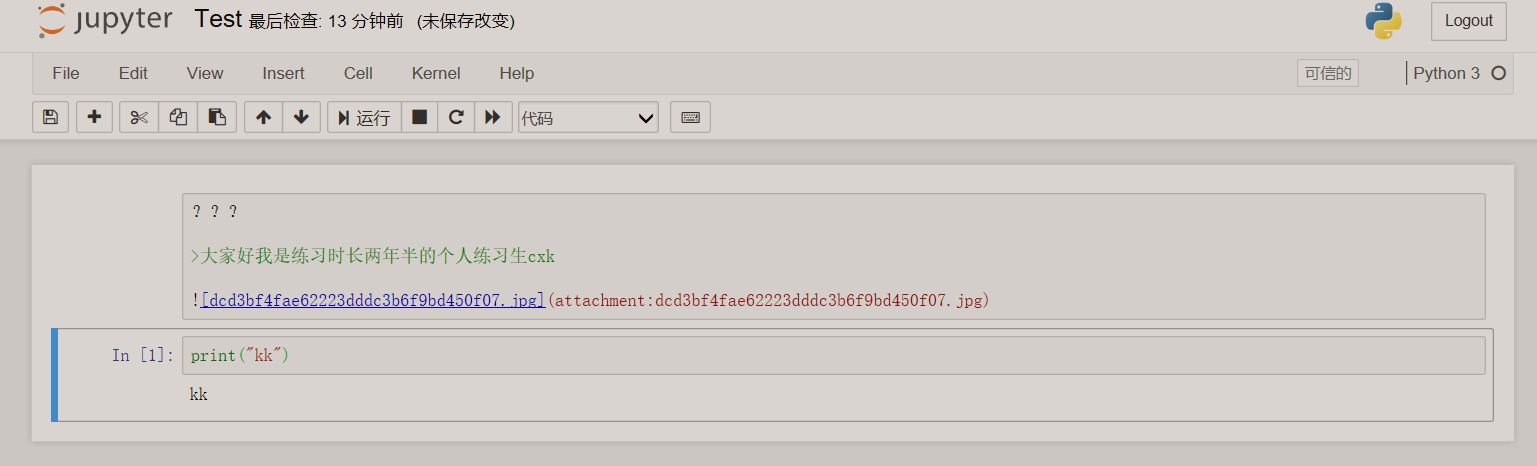 jupyter Test 最后检查: 13 分钟前 (未保存改变) Logout
File Edit View Insert Cell Kernel Help 可信的 Python 3
运行 代码
? ? ?
>大家好我是练习时长两年半的个人练习生cxk
![dcd3bf4fae62223dddc3b6f9bd450f07.jpg](attachment:dcd3bf4fae62223dddc3b6f9bd450f07.jpg)
In [1]: print("kk")
kk